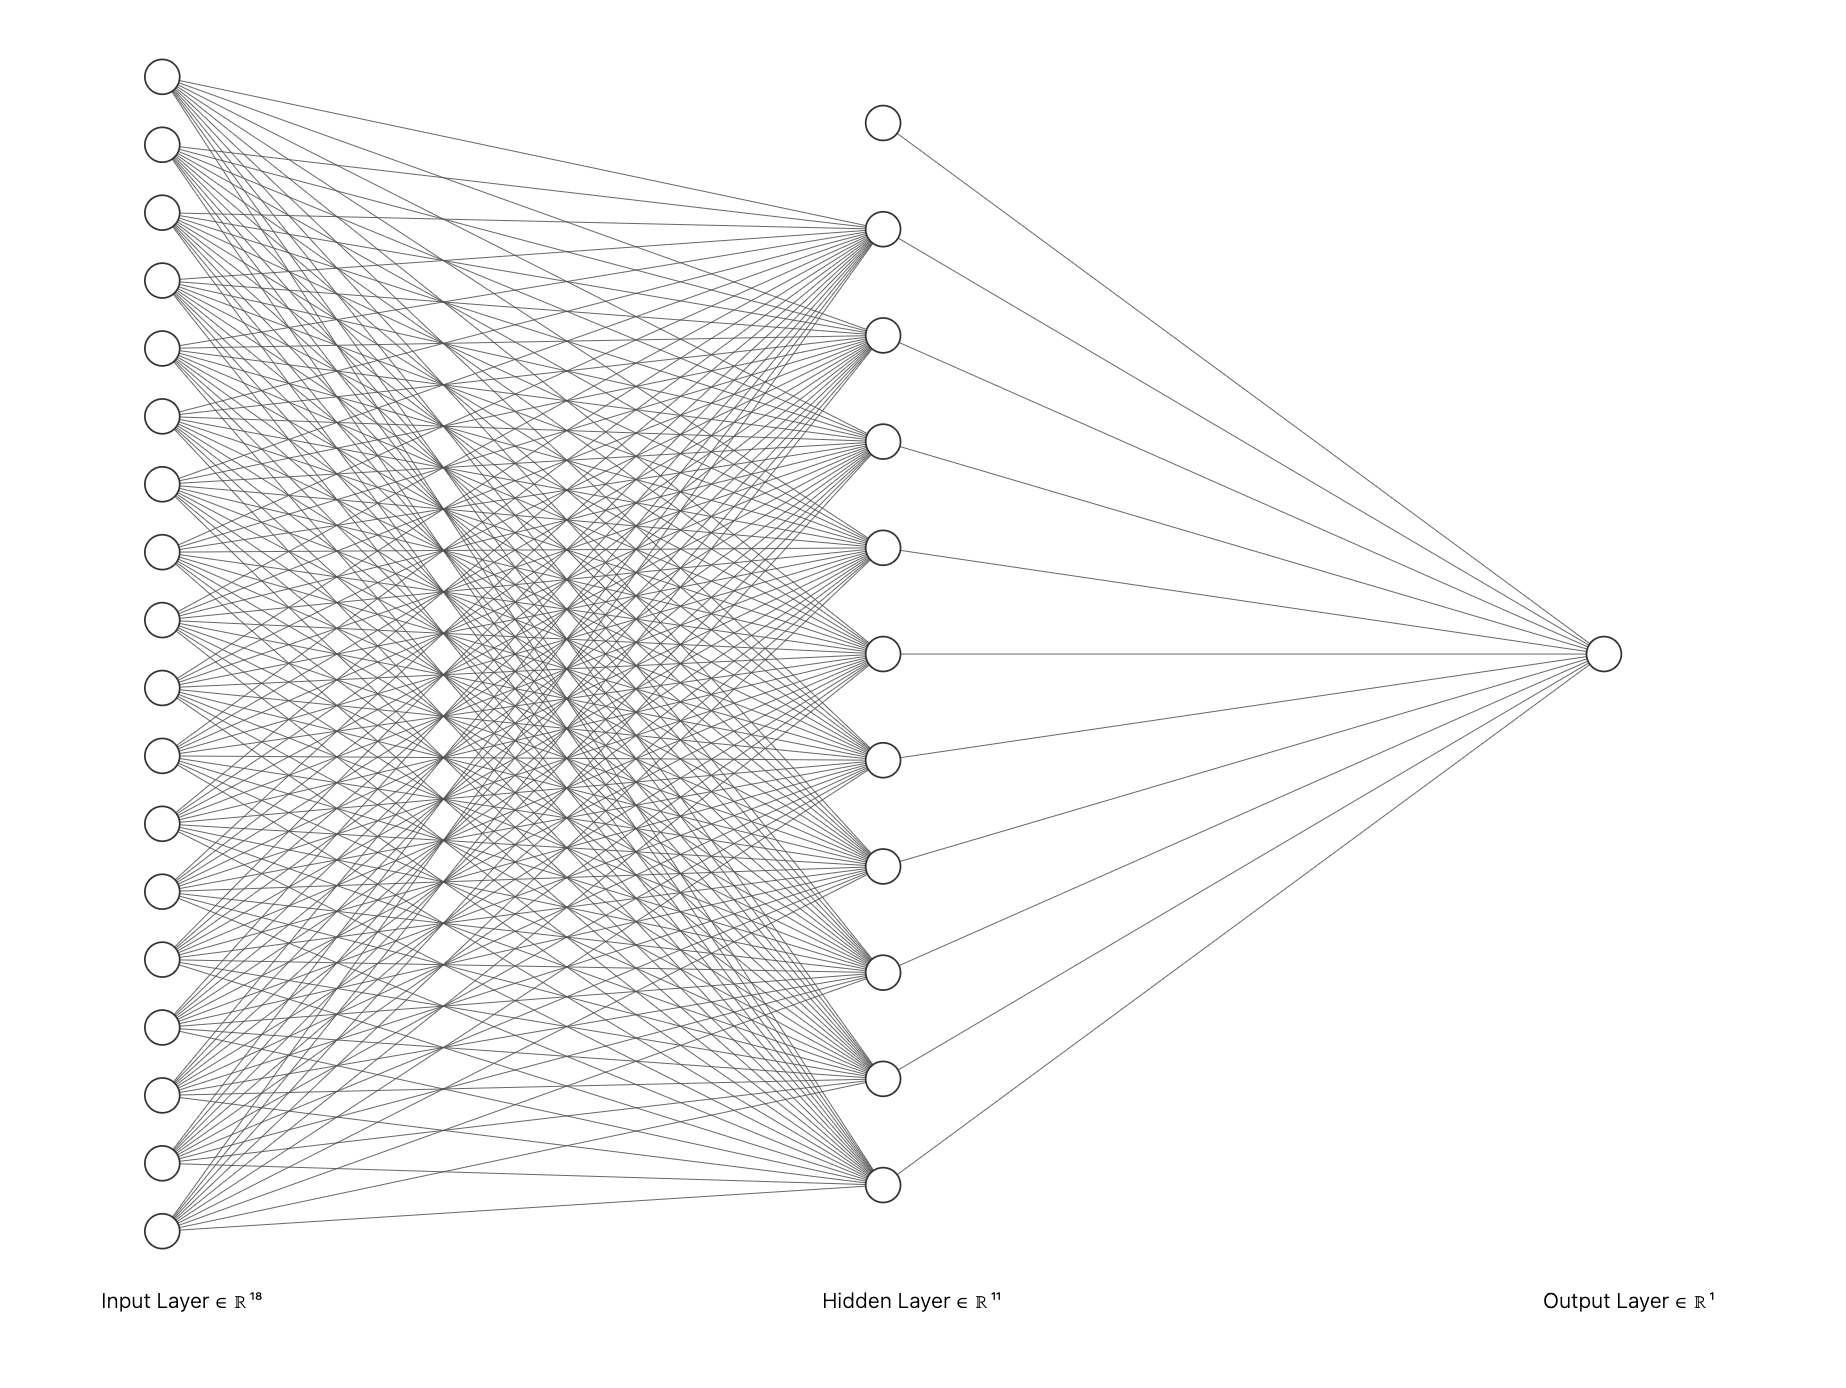 Input Layer ∈ ℝ¹⁸
Hidden Layer ∈ ℝ¹¹
Output Layer ∈ ℝ¹